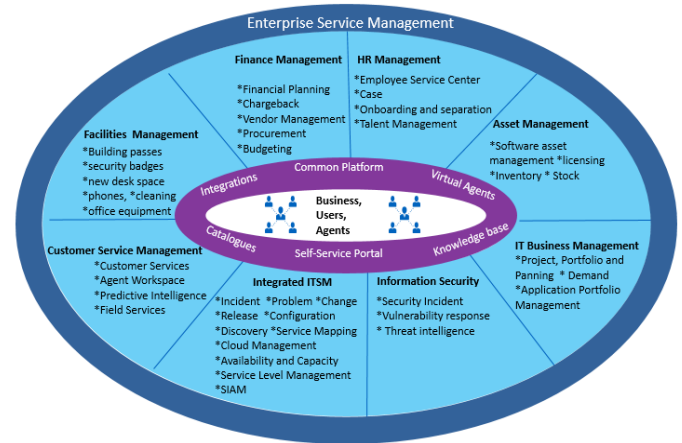 Enterprise Service Management
Finance Management
*Financial Planning
*Chargeback
*Vendor Management
*Procurement
*Budgeting
HR Management
*Employee Service Center
*Case
*Onboarding and separation
*Talent Management
Facilities Management
*Building passes
*security badges
*new desk space
*phones, *cleaning
*office equipment
Asset Management
*Software asset
management *licensing
*Inventory * Stock
Integrations
Common Platform
Virtual Agents
Business,
Users,
Agents
Catalogues
Self-Service Portal
Knowledge base
Customer Service Management
*Customer Services
*Agent Workspace
*Predictive Intelligence
*Field Services
Integrated ITSM
*Incident *Problem *Change
*Release *Configuration
*Discovery *Service Mapping
*Cloud Management
*Availability and Capacity
*Service Level Management
*SIAM
Information Security
*Security Incident
*Vulnerability response
* Threat intelligence
IT Business Management
*Project, Portfolio and
Panning * Demand
*Application Portfolio
Management